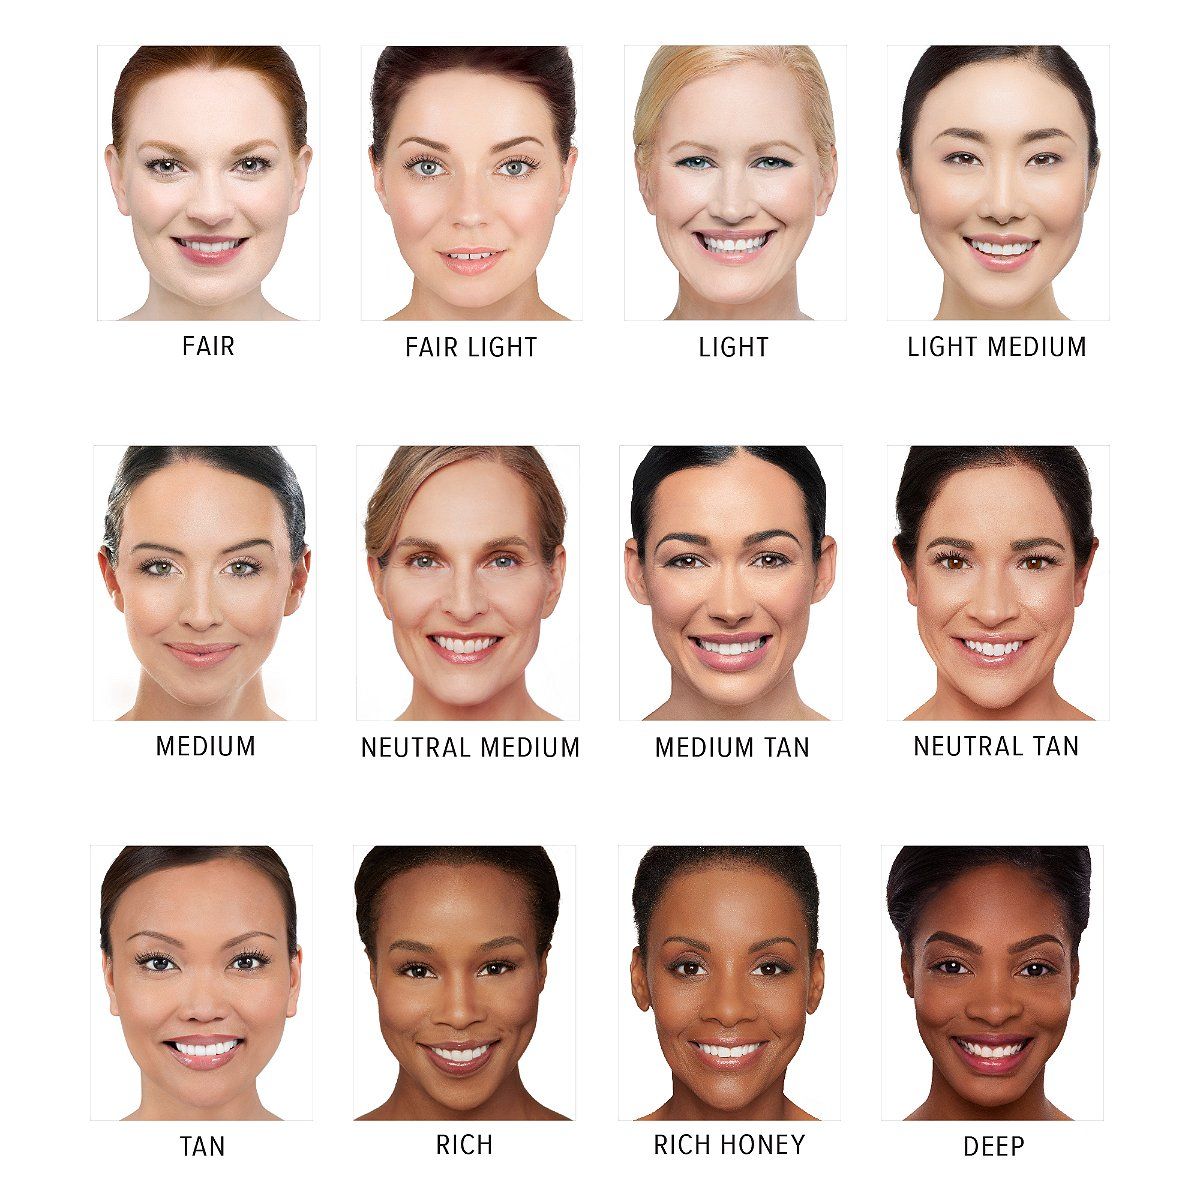 FAIR
FAIR LIGHT
LIGHT
LIGHT MEDIUM
MEDIUM
NEUTRAL MEDIUM
MEDIUM TAN
NEUTRAL TAN
TAN
RICH
RICH HONEY
DEEP